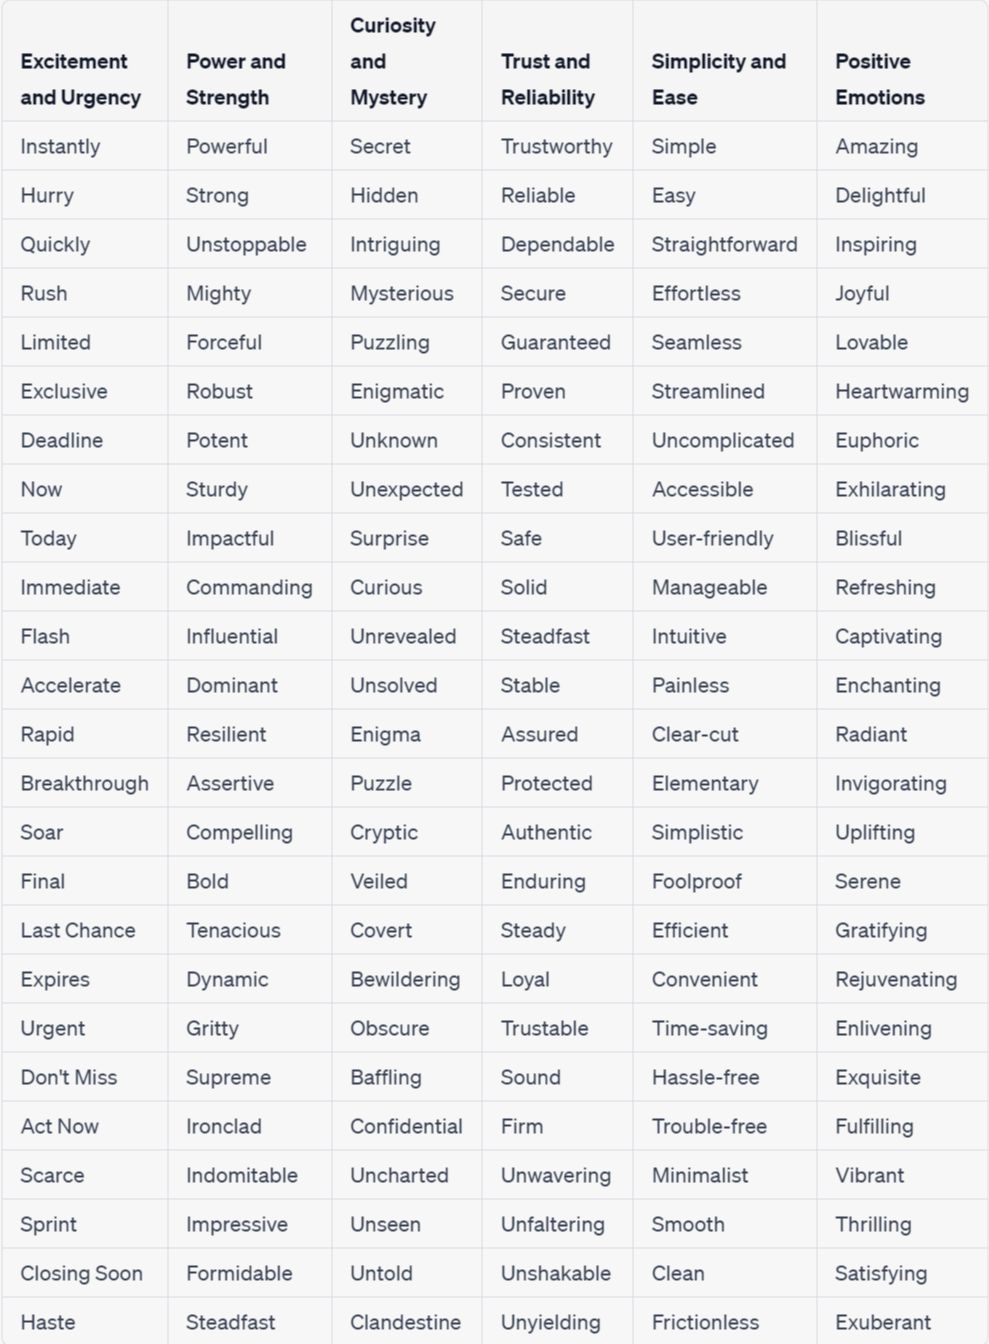 Excitement and Urgency | Power and Strength | Curiosity and Mystery | Trust and Reliability | Simplicity and Ease | Positive Emotions
Instantly | Powerful | Secret | Trustworthy | Simple | Amazing
Hurry | Strong | Hidden | Reliable | Easy | Delightful
Quickly | Unstoppable | Intriguing | Dependable | Straightforward | Inspiring
Rush | Mighty | Mysterious | Secure | Effortless | Joyful
Limited | Forceful | Puzzling | Guaranteed | Seamless | Lovable
Exclusive | Robust | Enigmatic | Proven | Streamlined | Heartwarming
Deadline | Potent | Unknown | Consistent | Uncomplicated | Euphoric
Now | Sturdy | Unexpected | Tested | Accessible | Exhilarating
Today | Impactful | Surprise | Safe | User-friendly | Blissful
Immediate | Commanding | Curious | Solid | Manageable | Refreshing
Flash | Influential | Unrevealed | Steadfast | Intuitive | Captivating
Accelerate | Dominant | Unsolved | Stable | Painless | Enchanting
Rapid | Resilient | Enigma | Assured | Clear-cut | Radiant
Breakthrough | Assertive | Puzzle | Protected | Elementary | Invigorating
Soar | Compelling | Cryptic | Authentic | Simplistic | Uplifting
Final | Bold | Veiled | Enduring | Foolproof | Serene
Last Chance | Tenacious | Covert | Steady | Efficient | Gratifying
Expires | Dynamic | Bewildering | Loyal | Convenient | Rejuvenating
Urgent | Gritty | Obscure | Trustable | Time-saving | Enlivening
Don't Miss | Supreme | Baffling | Sound | Hassle-free | Exquisite
Act Now | Ironclad | Confidential | Firm | Trouble-free | Fulfilling
Scarce | Indomitable | Uncharted | Unwavering | Minimalist | Vibrant
Sprint | Impressive | Unseen | Unfaltering | Smooth | Thrilling
Closing Soon | Formidable | Untold | Unshakable | Clean | Satisfying
Haste | Steadfast | Clandestine | Unyielding | Frictionless | Exuberant